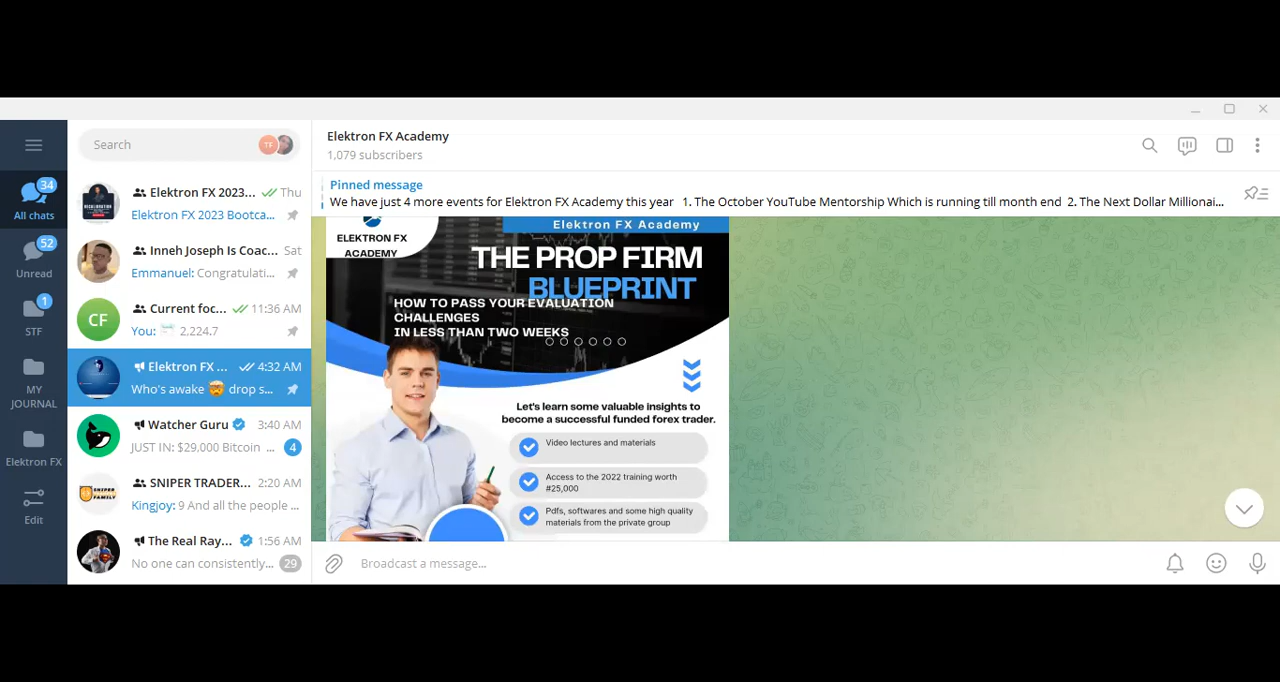 Search
TF
34
All chats
52
Unread
1
STF
MY
JOURNAL
Elektron FX
Edit
Elektron FX 2023...
Thu
Elektron FX 2023 Bootca...
Inneh Joseph Is Coac...
Sat
Emmanuel: Congratulati...
CF
Current foc...
11:36 AM
You: 2.224.7
Elektron FX ...
4:32 AM
Who's awake 🤯 drop s...
Watcher Guru
3:40 AM
JUST IN: $29,000 Bitcoin ...
4
SNIPER TRADER...
2:20 AM
Kingjoy: 9 And all the people ...
The Real Ray...
1:56 AM
No one can consistently...
29
Elektron FX Academy
1,079 subscribers
Pinned message
We have just 4 more events for Elektron FX Academy this year 1. The October YouTube Mentorship Which is running till month end 2. The Next Dollar Millionai...
ELEKTRON FX
ACADEMY
Elektron FX Academy
THE PROP FIRM
BLUEPRINT
HOW TO PASS YOUR EVALUATION
CHALLENGES
IN LESS THAN TWO WEEKS
Let's learn some valuable insights to
become a successful funded forex trader.
Video lectures and materials
Access to the 2022 training worth
#25,000
Pdfs, softwares and some high quality
materials from the private group
Broadcast a message...